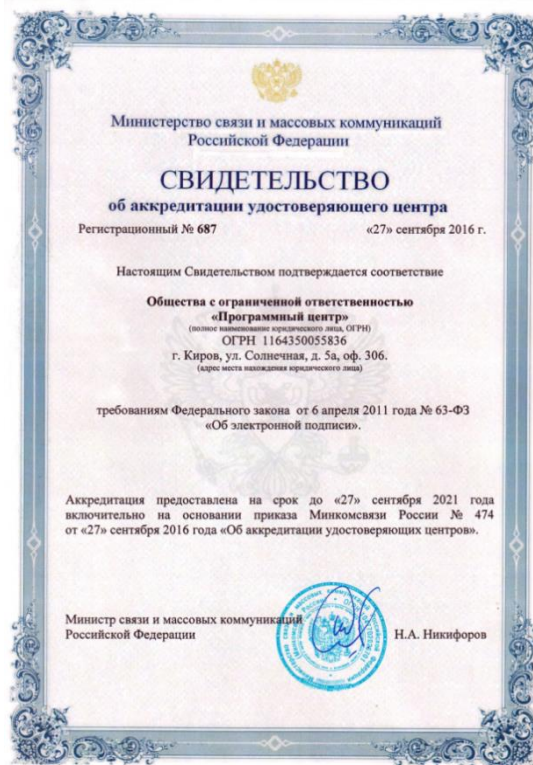 Министерство связи и массовых коммуникаций
Российской Федерации
СВИДЕТЕЛЬСТВО
об аккредитации удостоверяющего центра
Регистрационный № 687 «27» сентября 2016 г.
Настоящим Свидетельством подтверждается соответствие
Общества с ограниченной ответственностью
«Программный центр»
(полное наименование юридического лица, ОГРН)
ОГРН 1164350055836
г. Киров, ул. Солнечная, д. 5а, оф. 306.
(адрес места нахождения юридического лица)
требованиям Федерального закона от 6 апреля 2011 года № 63-ФЗ
«Об электронной подписи».
Аккредитация предоставлена на срок до «27» сентября 2021 года
включительно на основании приказа Минкомсвязи России № 474
от «27» сентября 2016 года «Об аккредитации удостоверяющих центров».
Министр связи и массовых коммуникаций
Российской Федерации Н.А. Никифоров